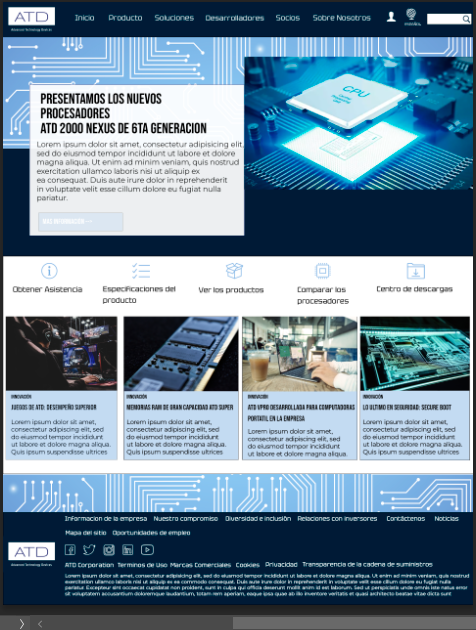 ATD
Advanced Technology Devices
Inicio Producto Soluciones Desarrolladores Socios Sobre Nosotros
PRESENTAMOS LOS NUEVOS
PROCESADORES
ATD 2000 NEXUS DE 6TA GENERACION
Lorem ipsum dolor sit amet, consectetur adipisicing elit,
sed do eiusmod tempor incididunt ut labore et dolore
magna aliqua. Ut enim ad minim veniam, quis nostrud
exercitation ullamco laboris nisi ut aliquip ex
ea consequat. Duis aute irure dolor in reprehenderit
in voluptate velit esse cillum dolore eu fugiat nulla
pariatur.
MAS INFORMACIÓN
CPU
Obtener Asistencia
Especificaciones del
producto
Ver los productos
Comparar los
procesadores
Centro de descargas
INNOVACIÓN
JUEGOS DE ATD: DESEMPEÑO SUPERIOR
Lorem ipsum dolor sit amet,
consectetur adipiscing elit, sed
do eiusmod tempor incididunt
ut labore et dolore magna aliqua.
Quis ipsum suspendisse ultrices
INNOVACIÓN
MEMORIAS RAM DE GRAN CAPACIDAD ATD SUPER
Lorem ipsum dolor sit amet,
consectetur adipiscing elit, sed
do eiusmod tempor incididunt
ut labore et dolore magna aliqua.
Quis ipsum suspendisse ultrices
INNOVACIÓN
ATD VPRO DESARROLLADA PARA COMPUTADORAS
PORTATIL EN LA EMPRESA
Lorem ipsum dolor sit amet,
consectetur adipiscing elit, sed
do eiusmod tempor incididunt
ut labore et dolore magna aliqua.
INNOVACIÓN
LO ULTIMO EN SEGURIDAD: SECURE BOOT
Lorem ipsum dolor sit amet,
consectetur adipiscing elit, sed
do eiusmod tempor incididunt
ut labore et dolore magna aliqua.
Quis ipsum suspendisse ultrices
Informacion de la empresa Nuestro compromiso Diversidad e inclusión Relaciones con inversores Contáctenos Noticias
Mapa del sitio Oportunidades de empleo
ATD
Advanced Technology Devices
ATD Corporation Terminos de Uso Marcas Comerciales Cookies Privacidad Transparencia de la cadena de suministros
Lorem ipsum dolor sit amet, consectetur adipisicing elit, sed do eiusmod tempor incididunt ut labore et dolore magna aliqua. Ut enim ad minim veniam, quis nostrud
exercitation ullamco laboris nisi ut aliquip ex ea commodo consequat. Duis aute irure dolor in reprehenderit in voluptate velit esse cillum dolore eu fugiat nulla
pariatur. Excepteur sint occaecat cupidatat non proident, sunt in culpa qui officia deserunt mollit anim id est laborum. Sed ut perspiciatis unde omnis iste natus error
sit voluptatem accusantium doloremque laudantium, totam rem aperiam, eaque ipsa quae ab illo inventore veritatis et quasi architecto beatae vitae dicta sunt